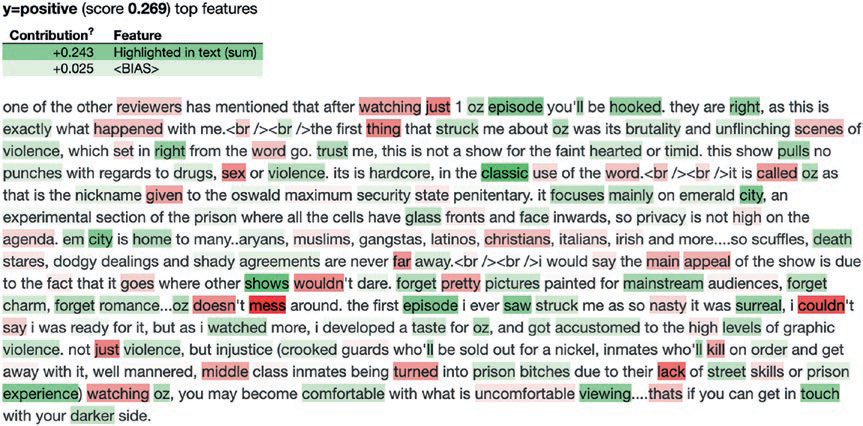 y=positive (score 0.269) top features
Contribution? Feature
+0.243 Highlighted in text (sum)
+0.025 <BIAS>
one of the other reviewers has mentioned that after watching just 1 oz episode you'll be hooked. they are right, as this is
exactly what happened with me.<br /><br />the first thing that struck me about oz was its brutality and unflinching scenes of
violence, which set in right from the word go. trust me, this is not a show for the faint hearted or timid. this show pulls no
punches with regards to drugs, sex or violence. its is hardcore, in the classic use of the word.<br /><br />it is called oz as
that is the nickname given to the oswald maximum security state penitentary. it focuses mainly on emerald city, an
experimental section of the prison where all the cells have glass fronts and face inwards, so privacy is not high on the
agenda. em city is home to many..aryans, muslims, gangstas, latinos, christians, italians, irish and more....so scuffles, death
stares, dodgy dealings and shady agreements are never far away.<br /><br />i would say the main appeal of the show is due
to the fact that it goes where other shows wouldn't dare. forget pretty pictures painted for mainstream audiences, forget
charm, forget romance...oz doesn't mess around. the first episode i ever saw struck me as so nasty it was surreal, i couldn't
say i was ready for it, but as i watched more, i developed a taste for oz, and got accustomed to the high levels of graphic
violence. not just violence, but injustice (crooked guards who'll be sold out for a nickel, inmates who'll kill on order and get
away with it, well mannered, middle class inmates being turned into prison bitches due to their lack of street skills or prison
experience) watching oz, you may become comfortable with what is uncomfortable viewing....thats if you can get in touch
with your darker side.